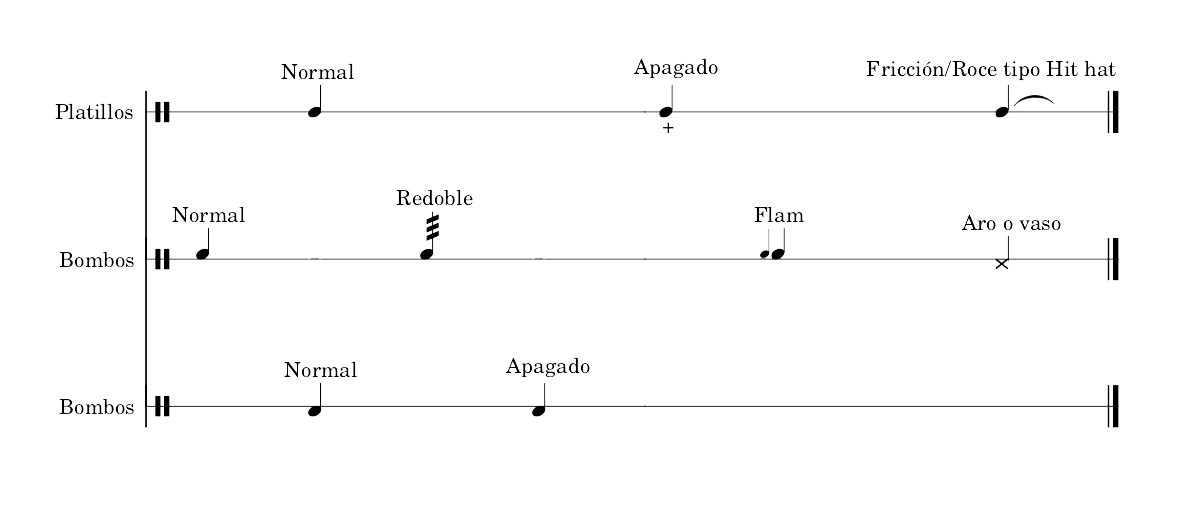 Normal
Apagado
Fricción/Roce tipo Hit hat
Platillos
+
Redoble
Normal
Flam
Aro o vaso
Bombos
Normal
Apagado
Bombos